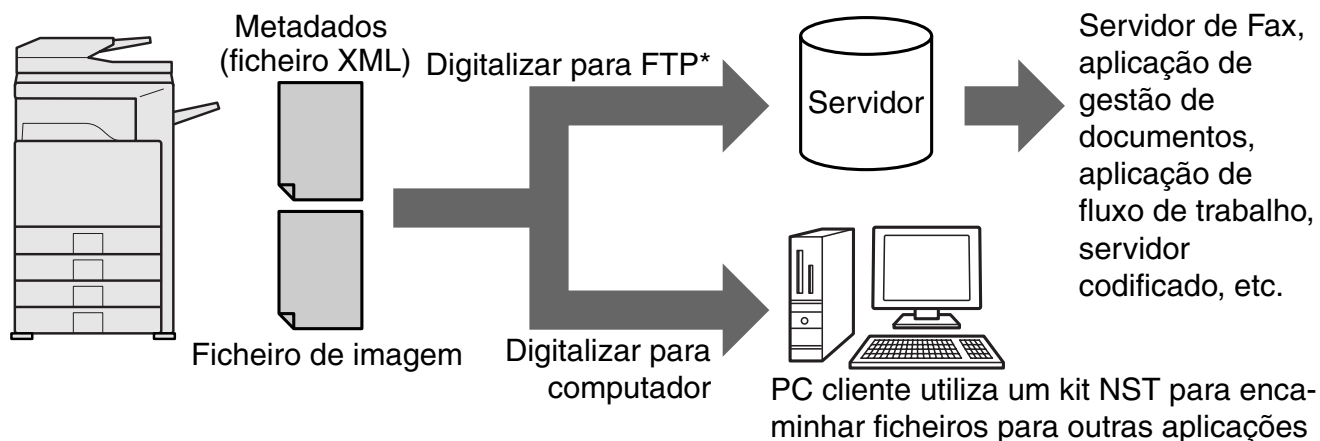 Metadados
(ficheiro XML)
Digitalizar para FTP*
Servidor
Servidor de Fax,
aplicação de
gestão de
documentos,
aplicação de
fluxo de trabalho,
servidor
codificado, etc.
Ficheiro de imagem
Digitalizar para
computador
PC cliente utiliza um kit NST para enca-
minhar ficheiros para outras aplicações